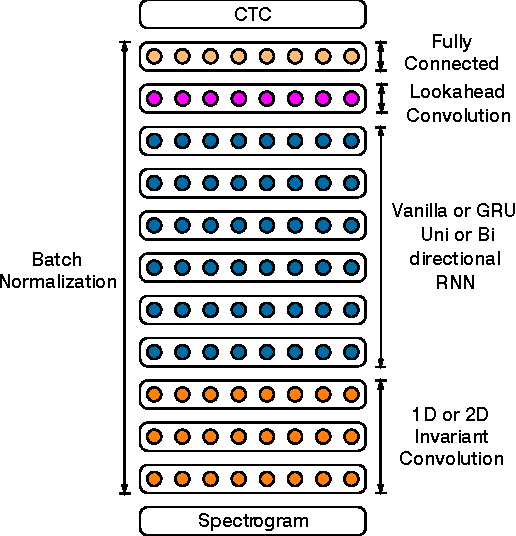 CTC
Fully
Connected
Lookahead
Convolution
Vanilla or GRU
Uni or Bi
directional
RNN
Batch
Normalization
1D or 2D
Invariant
Convolution
Spectrogram